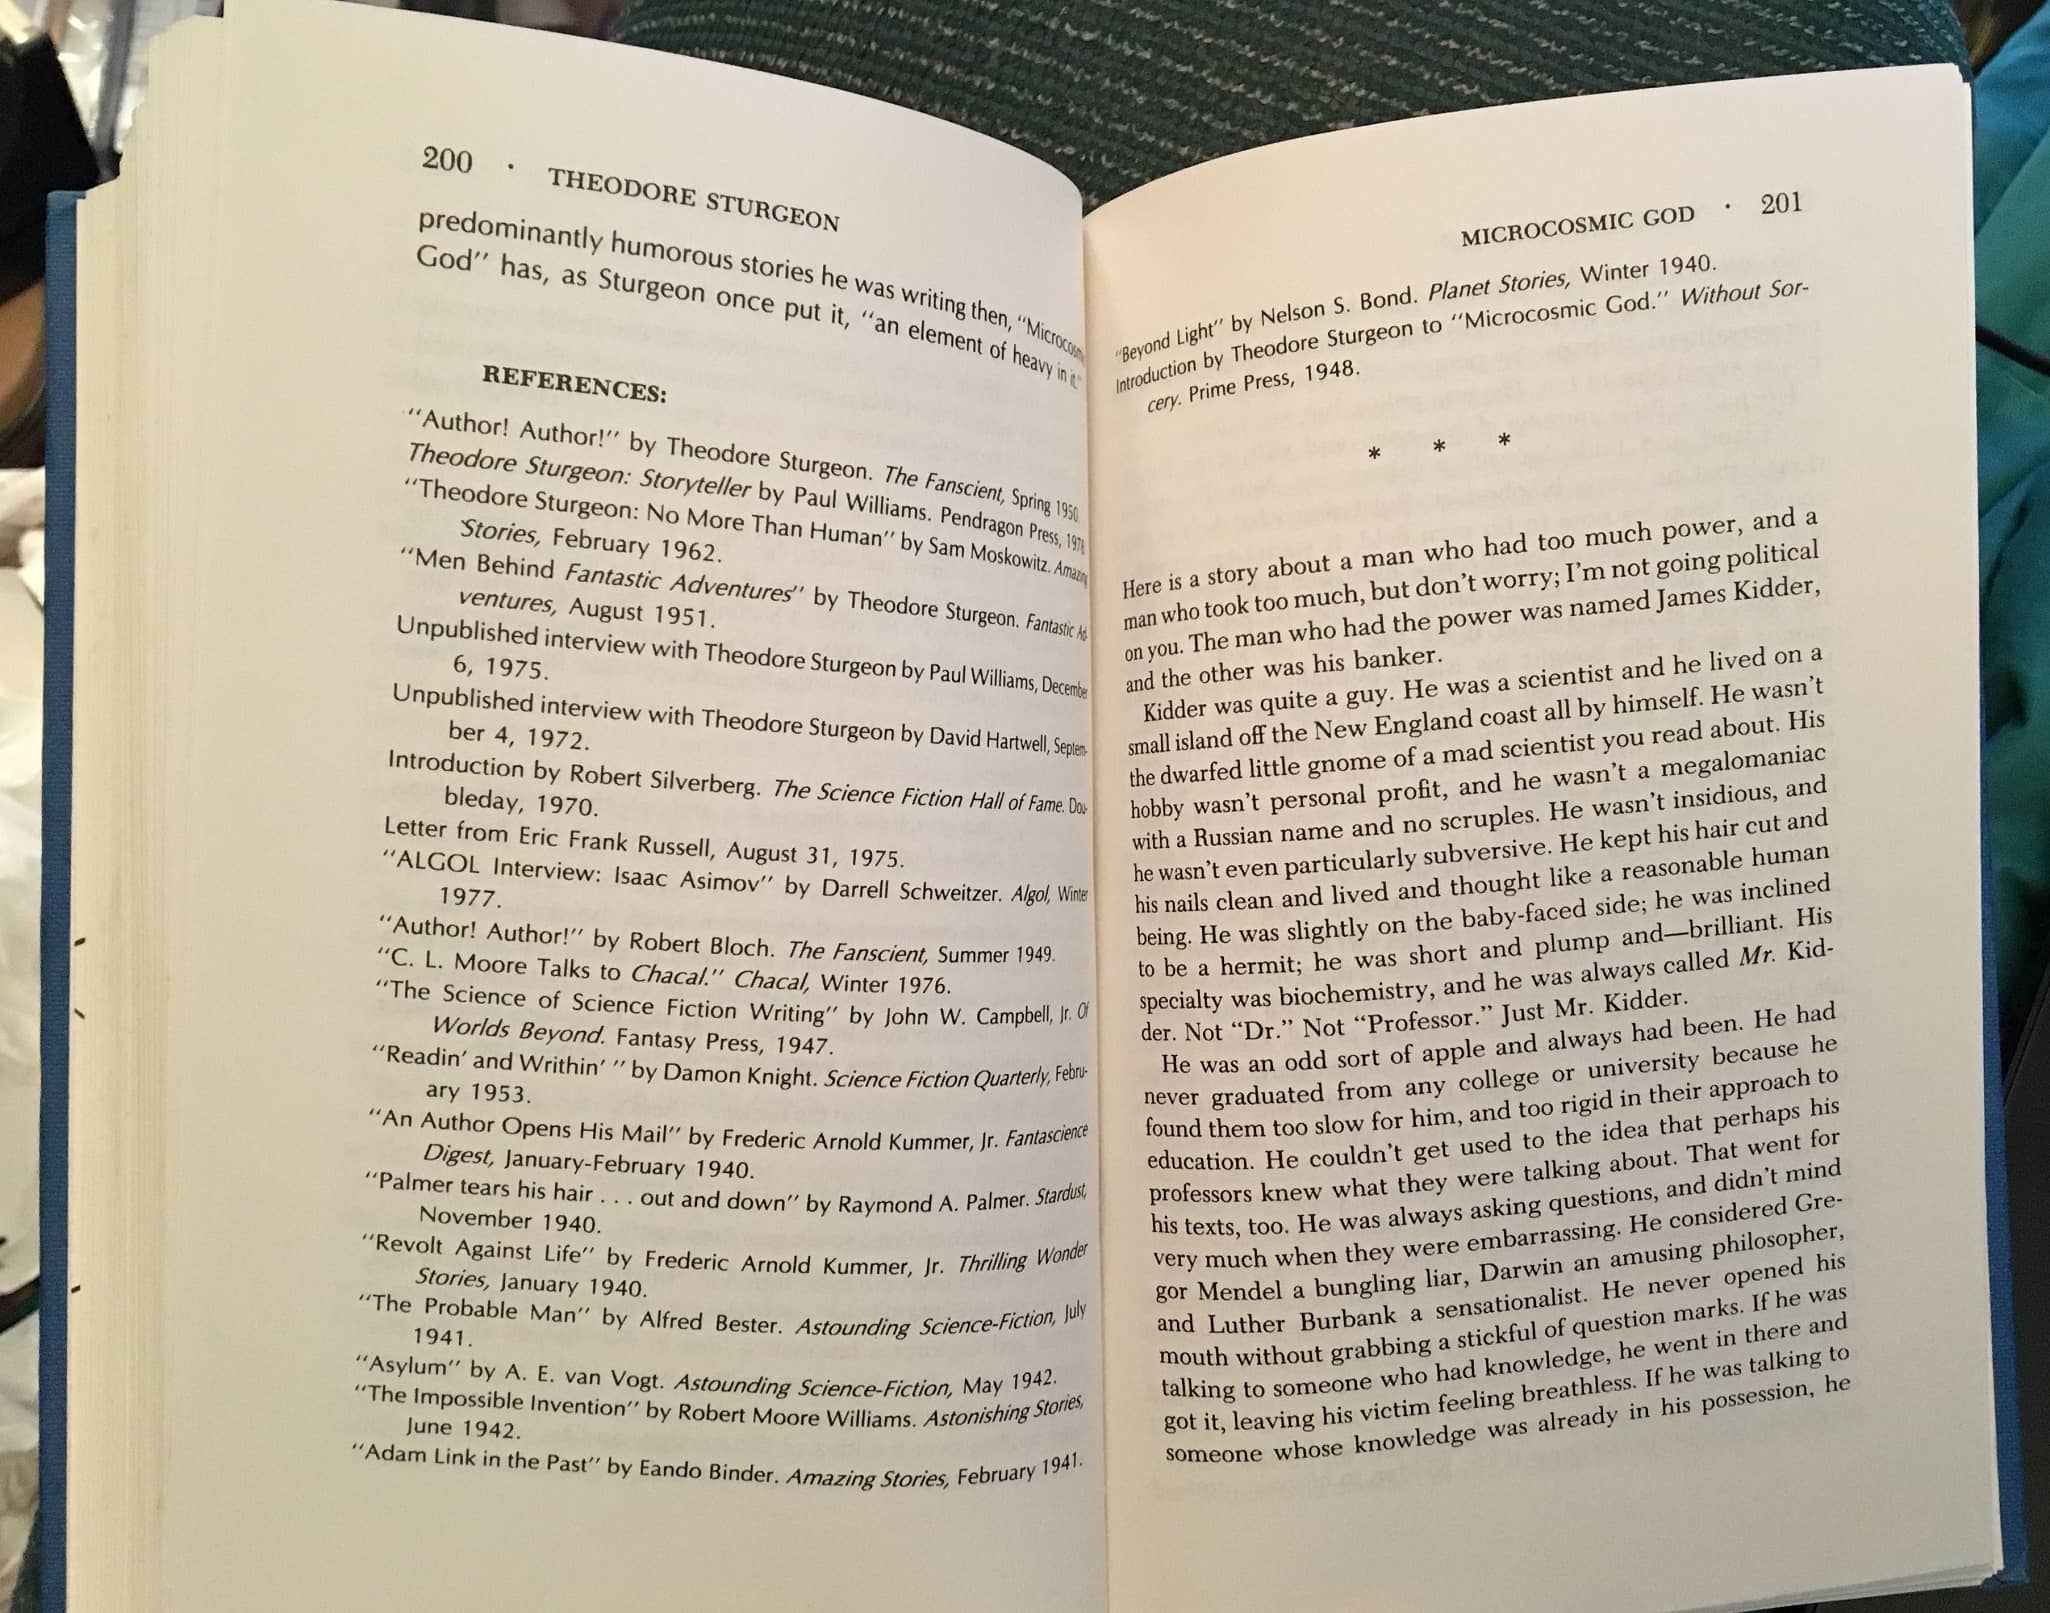 200 · THEODORE STURGEON
predominantly humorous stories he was writing then, “Microcosmic
God” has, as Sturgeon once put it, “an element of heavy in it.”
REFERENCES:
“Author! Author!” by Theodore Sturgeon. The Fanscient, Spring 1950.
Theodore Sturgeon: Storyteller by Paul Williams. Pendragon Press, 1978.
“Theodore Sturgeon: No More Than Human” by Sam Moskowitz. Amazing
Stories, February 1962.
“Men Behind Fantastic Adventures” by Theodore Sturgeon. Fantastic Ad-
ventures, August 1951.
Unpublished interview with Theodore Sturgeon by Paul Williams, December
6, 1975.
Unpublished interview with Theodore Sturgeon by David Hartwell, Septem-
ber 4, 1972.
Introduction by Robert Silverberg. The Science Fiction Hall of Fame. Dou-
bleday, 1970.
Letter from Eric Frank Russell, August 31, 1975.
“ALGOL Interview: Isaac Asimov” by Darrell Schweitzer. Algol, Winter
1977.
“Author! Author!” by Robert Bloch. The Fanscient, Summer 1949.
“C. L. Moore Talks to Chacal.” Chacal, Winter 1976.
“The Science of Science Fiction Writing” by John W. Campbell, Jr. Of
Worlds Beyond. Fantasy Press, 1947.
“Readin’ and Writhin’ ” by Damon Knight. Science Fiction Quarterly, Febru-
ary 1953.
“An Author Opens His Mail” by Frederic Arnold Kummer, Jr. Fantascience
Digest, January-February 1940.
“Palmer tears his hair . . . out and down” by Raymond A. Palmer. Stardust,
November 1940.
“Revolt Against Life” by Frederic Arnold Kummer, Jr. Thrilling Wonder
Stories, January 1940.
“The Probable Man” by Alfred Bester. Astounding Science-Fiction, July
1941.
“Asylum” by A. E. van Vogt. Astounding Science-Fiction, May 1942.
“The Impossible Invention” by Robert Moore Williams. Astonishing Stories,
June 1942.
“Adam Link in the Past” by Eando Binder. Amazing Stories, February 1941.
MICROCOSMIC GOD · 201
“Beyond Light” by Nelson S. Bond. Planet Stories, Winter 1940.
Introduction by Theodore Sturgeon to “Microcosmic God.” Without Sor-
cery. Prime Press, 1948.
* * *
Here is a story about a man who had too much power, and a
man who took too much, but don’t worry; I’m not going political
on you. The man who had the power was named James Kidder,
and the other was his banker.
Kidder was quite a guy. He was a scientist and he lived on a
small island off the New England coast all by himself. He wasn’t
the dwarfed little gnome of a mad scientist you read about. His
hobby wasn’t personal profit, and he wasn’t a megalomaniac
with a Russian name and no scruples. He wasn’t insidious, and
he wasn’t even particularly subversive. He kept his hair cut and
his nails clean and lived and thought like a reasonable human
being. He was slightly on the baby-faced side; he was inclined
to be a hermit; he was short and plump and—brilliant. His
specialty was biochemistry, and he was always called Mr. Kid-
der. Not “Dr.” Not “Professor.” Just Mr. Kidder.
He was an odd sort of apple and always had been. He had
never graduated from any college or university because he
found them too slow for him, and too rigid in their approach to
education. He couldn’t get used to the idea that perhaps his
professors knew what they were talking about. That went for
his texts, too. He was always asking questions, and didn’t mind
very much when they were embarrassing. He considered Gre-
gor Mendel a bungling liar, Darwin an amusing philosopher,
and Luther Burbank a sensationalist. He never opened his
mouth without grabbing a stickful of question marks. If he was
talking to someone who had knowledge, he went in there and
got it, leaving his victim feeling breathless. If he was talking to
someone whose knowledge was already in his possession, he